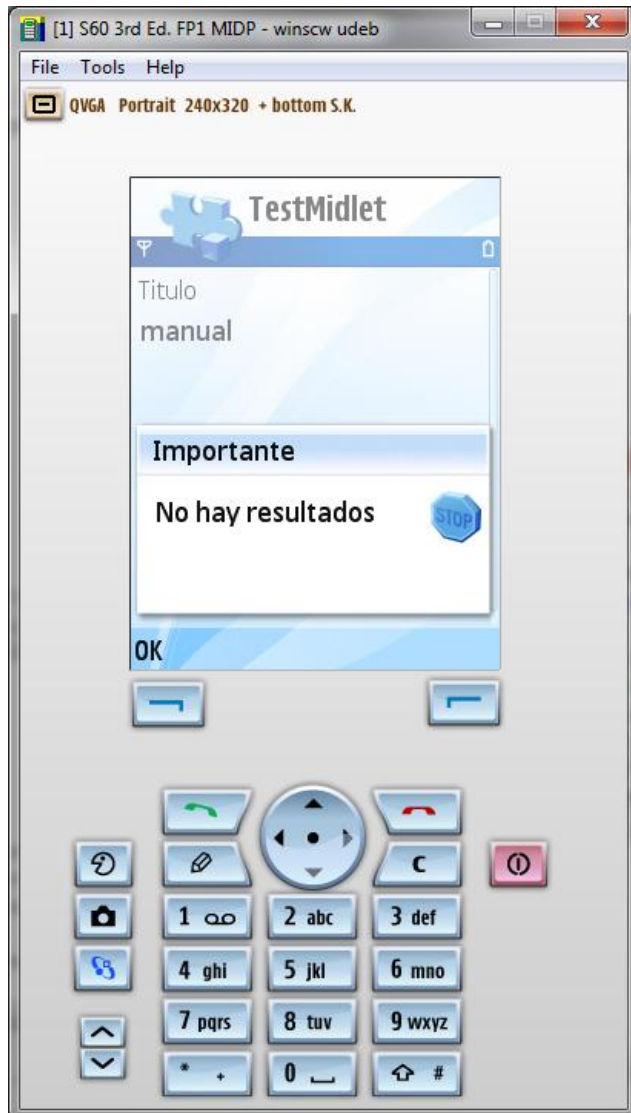 [1] S60 3rd Ed. FP1 MIDP - winscw udeb
File Tools Help
QVGA Portrait 240x320 + bottom S.K.
TestMidlet
Titulo
manual
Importante
No hay resultados
STOP
OK
C
1
2 abc
3 def
4 ghi
5 jkl
6 mno
7 pqrs
8 tuv
9 wxyz
* +
0
#